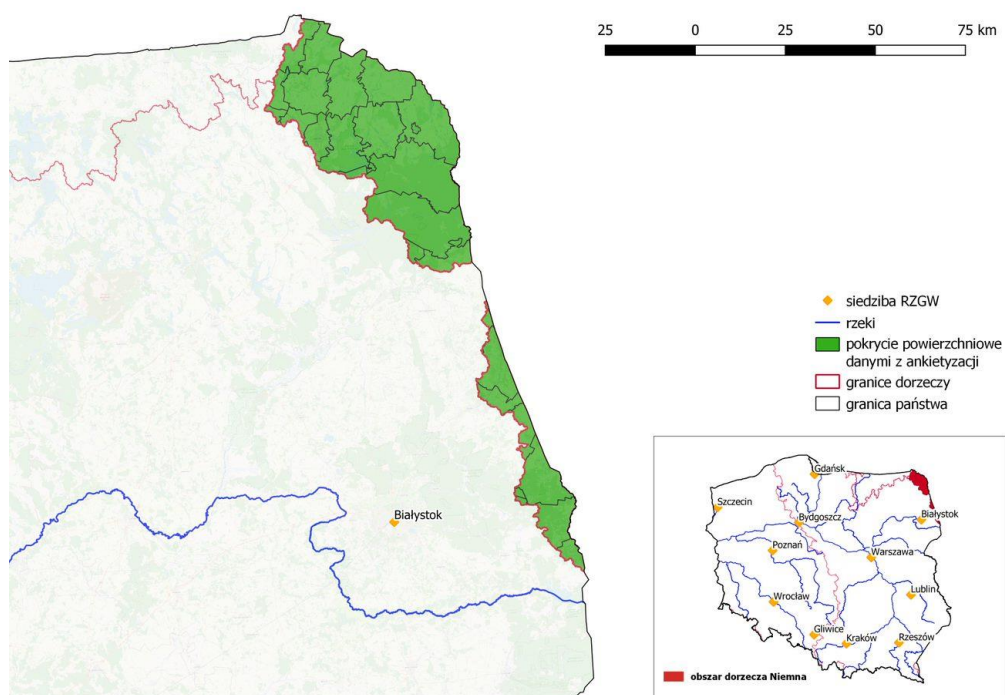 25 0 25 50 75 km
siedziba RZGW
rzeki
pokrycie powierzchniowe
danymi z ankietyzacji
granice dorzeczy
granica państwa
Białystok
Gdańsk
Szczecin
Bydgoszcz
Białystok
Poznań
Warszawa
Wrocław
Lublin
Gliwice
Kraków
Rzeszów
obszar dorzecza Niemna